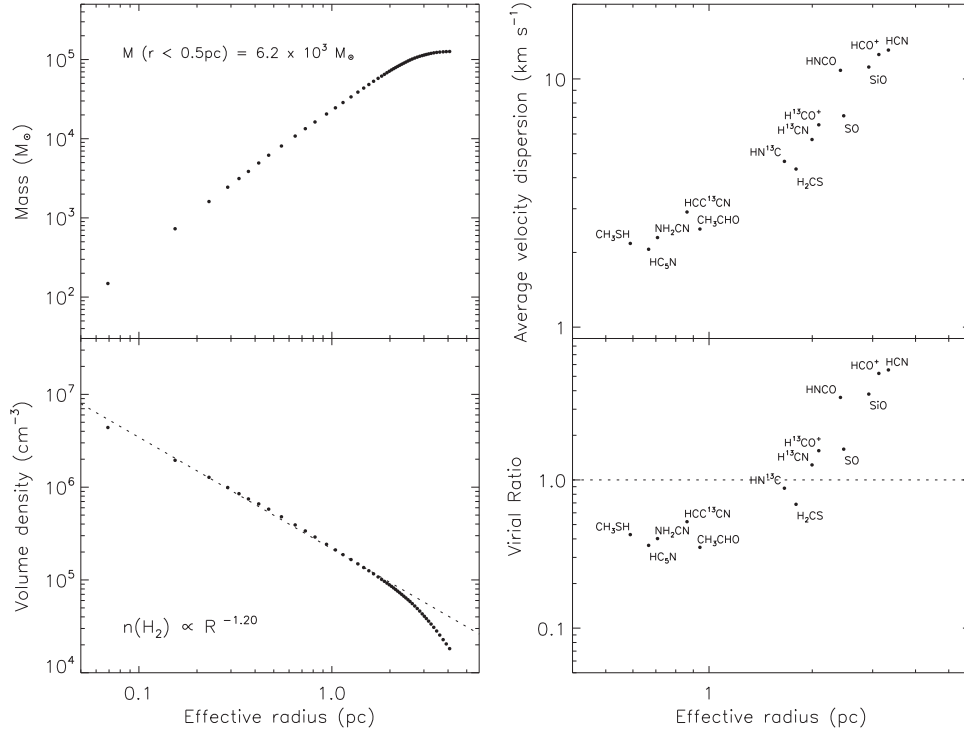 M (r < 0.5pc) = 6.2 x 10³ M☉
10⁵
10⁴
10³
10²
Mass (M☉)
HCO⁺ HCN
HNCO
SiO
H¹³CO⁺
H¹³CN
SO
HN¹³C
H₂CS
HCC¹³CN
CH₃CHO
NH₂CN
CH₃SH
HC₅N
10
1
Average velocity dispersion (km s⁻¹)
10⁷
10⁶
10⁵
10⁴
Volume density (cm⁻³)
n(H₂) ∝ R⁻¹·²⁰
0.1 1.0
Effective radius (pc)
HCO⁺ HCN
HNCO
SiO
H¹³CO⁺
H¹³CN
SO
HN¹³C
H₂CS
HCC¹³CN
NH₂CN
CH₃CHO
CH₃SH
HC₅N
1.0
0.1
Virial Ratio
1
Effective radius (pc)